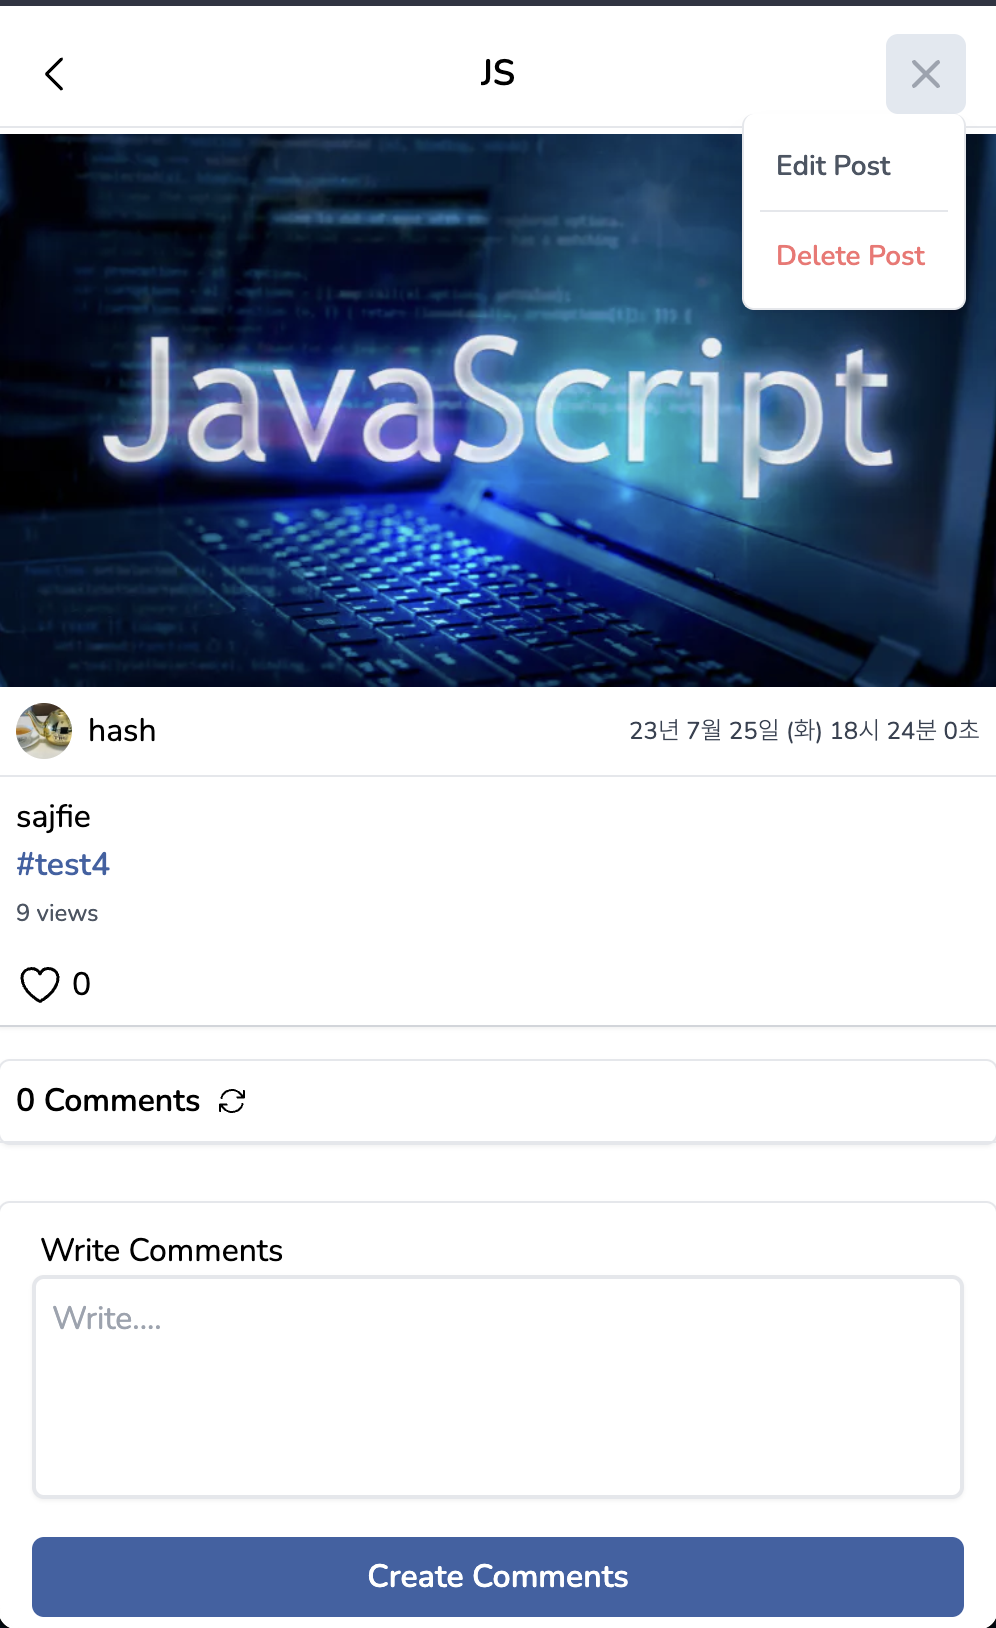 JS
Edit Post
Delete Post
JavaScript
hash
23년 7월 25일 (화) 18시 24분 0초
sajfie
#test4
9 views
0
0 Comments
Write Comments
Write....
Create Comments